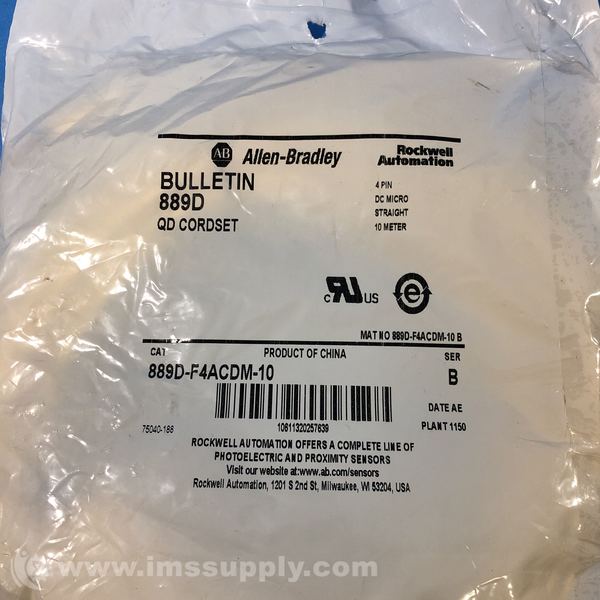 AB Allen-Bradley
Rockwell
Automation
BULLETIN
889D
QD CORDSET
4 PIN
DC MICRO
STRAIGHT
10 METER
c RU US
e
MAT NO 889D-F4ACDM-10 B
CAT
PRODUCT OF CHINA
SER
889D-F4ACDM-10
B
DATE AE
75040-188
10611320257639
PLANT 1150
ROCKWELL AUTOMATION OFFERS A COMPLETE LINE OF
PHOTOELECTRIC AND PROXIMITY SENSORS
Visit our website at:www.ab.com/sensors
Rockwell Automation, 1201 S 2nd St, Milwaukee, WI 53204, USA
www.imssupply.com